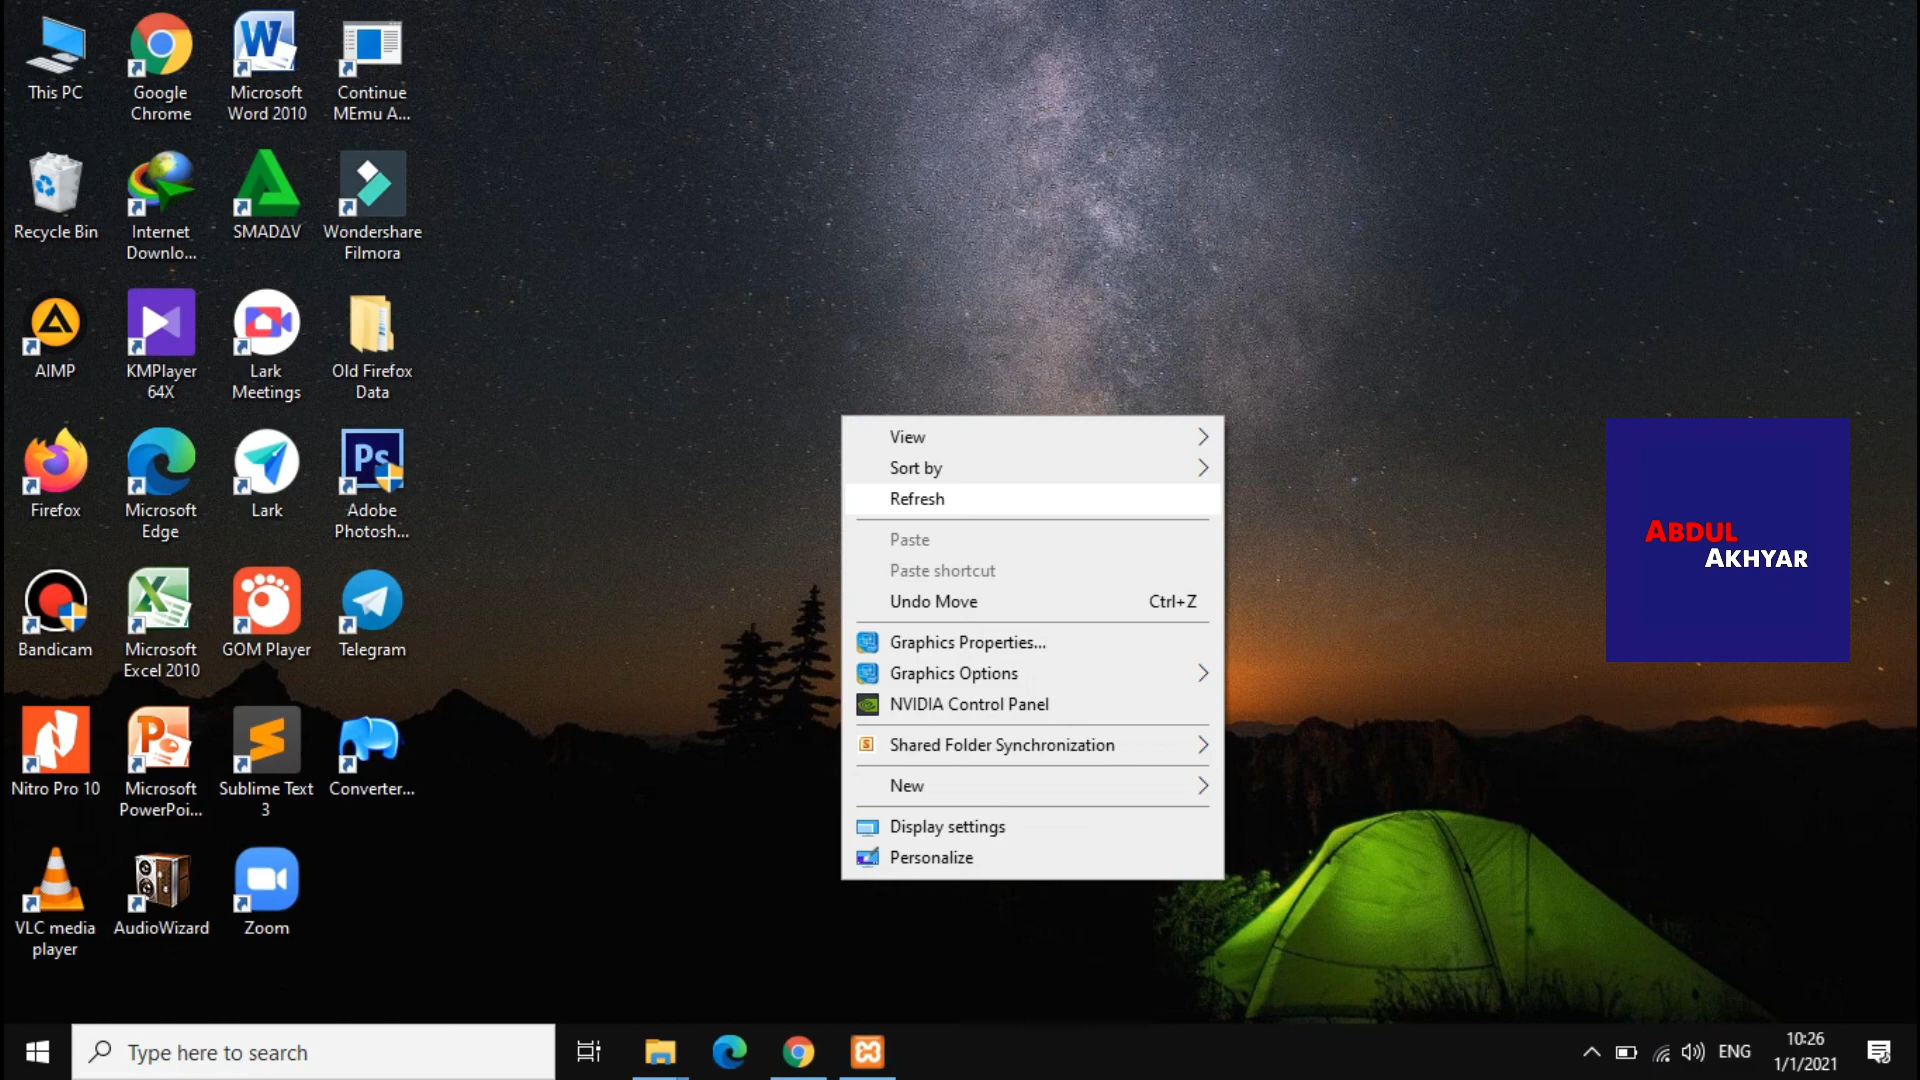 This PC
Google
Chrome
Microsoft
Word 2010
Continue
MEmu A...
Recycle Bin
Internet
Downlo...
SMADΔV
Wondershare
Filmora
AIMP
KMPlayer
64X
Lark
Meetings
Old Firefox
Data
Firefox
Microsoft
Edge
Lark
Ps
Adobe
Photosh...
Bandicam
Microsoft
Excel 2010
GOM Player
Telegram
Nitro Pro 10
Microsoft
PowerPoi...
Sublime Text
3
Converter...
VLC media
player
AudioWizard
Zoom
View
Sort by
Refresh
Paste
Paste shortcut
Undo Move Ctrl+Z
Graphics Properties...
Graphics Options
NVIDIA Control Panel
Shared Folder Synchronization
New
Display settings
Personalize
ABDUL
AKHYAR
Type here to search
ENG
10:26
1/1/2021